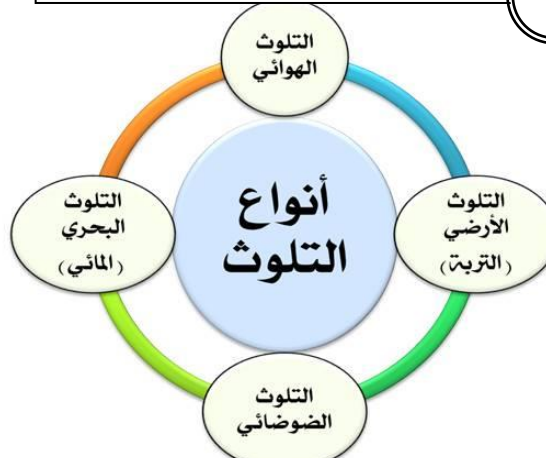 التلوث
الهوائي
التلوث
الأرضي
(التربة)
أنواع
التلوث
التلوث
البحري
(المائي)
التلوث
الضوضائي